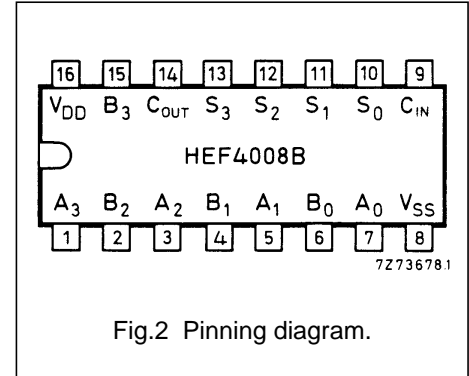 16 15 14 13 12 11 10 9
VDD B3 COUT S3 S2 S1 S0 CIN
HEF4008B
A3 B2 A2 B1 A1 B0 A0 VSS
1 2 3 4 5 6 7 8
7Z73678.1
Fig.2 Pinning diagram.